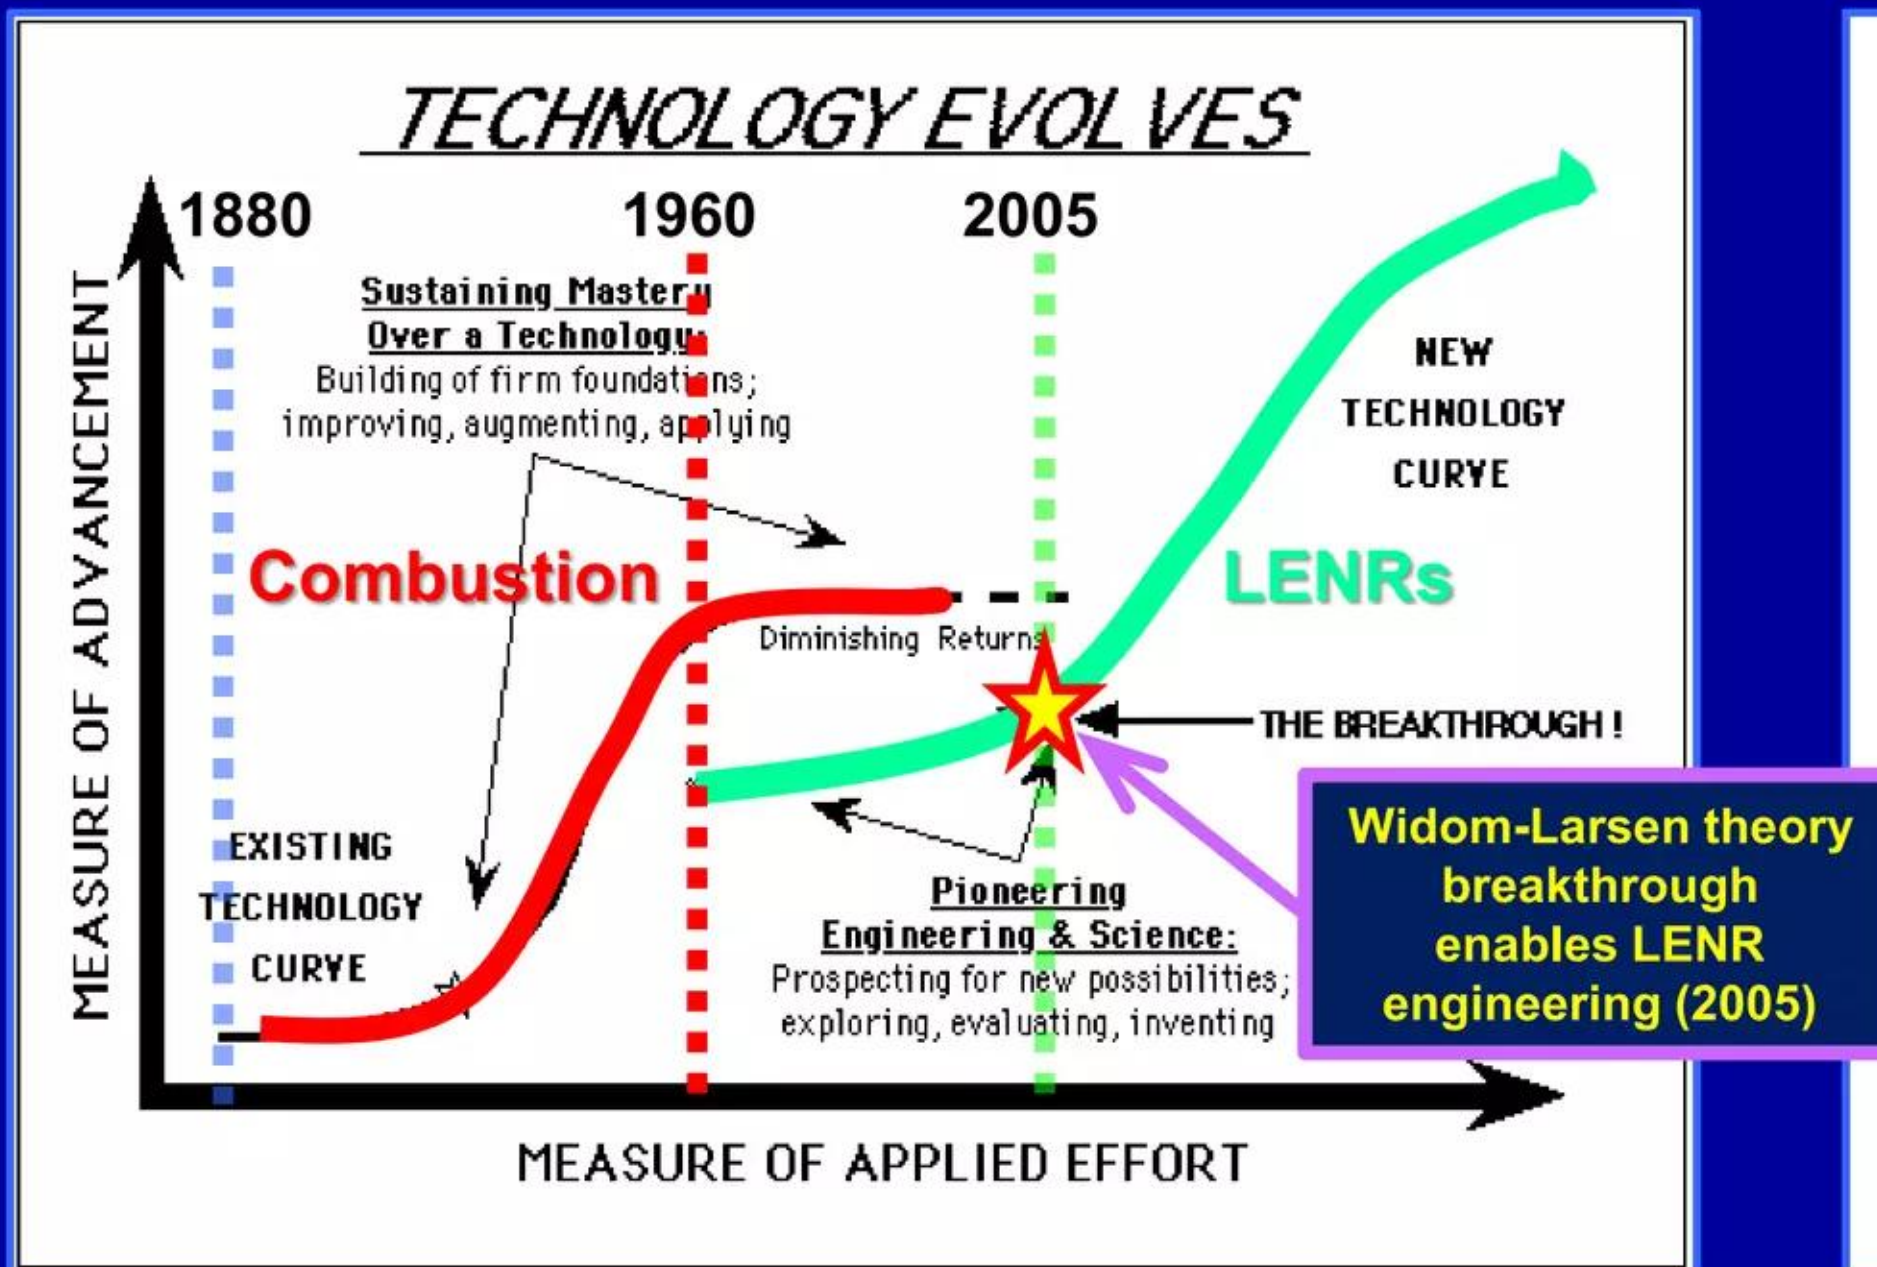 TECHNOLOGY EVOLVES
1880
1960
2005
Sustaining Mastery
Over a Technology:
Building of firm foundations;
improving, augmenting, applying
MEASURE OF ADVANCEMENT
NEW
TECHNOLOGY
CURVE
Combustion
LENRs
Diminishing Returns
THE BREAKTHROUGH !
EXISTING
TECHNOLOGY
CURVE
Widom-Larsen theory
breakthrough
enables LENR
engineering (2005)
Pioneering
Engineering & Science:
Prospecting for new possibilities;
exploring, evaluating, inventing
MEASURE OF APPLIED EFFORT